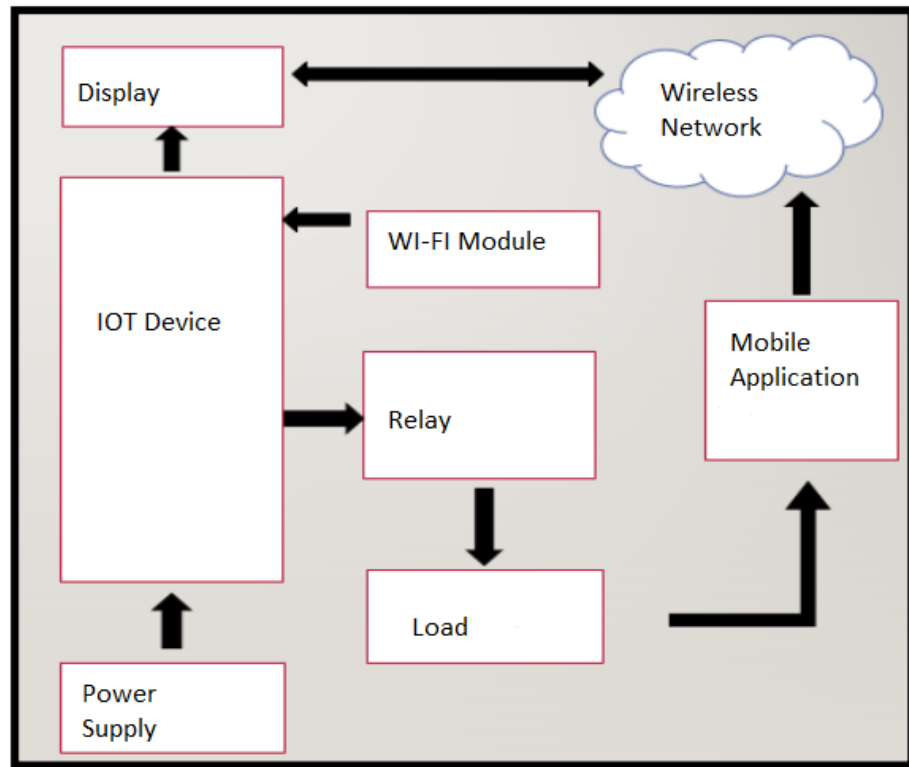 Display
Wireless
Network
WI-FI Module
IOT Device
Mobile
Application
Relay
Load
Power
Supply